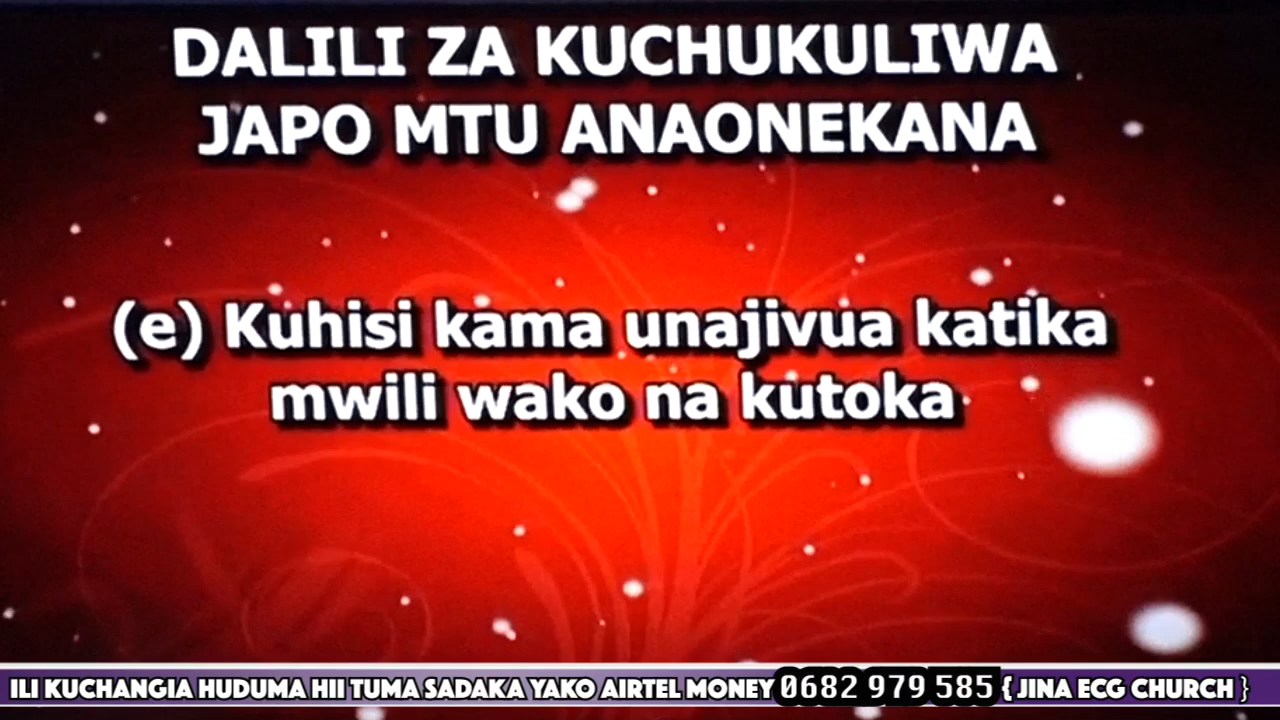 DALILI ZA KUCHUKULIWA
JAPO MTU ANAONEKANA
(e) Kuhisi kama unajivua katika
mwili wako na kutoka
ILI KUCHANGIA HUDUMA HII TUMA SADAKA YAKO AIRTEL MONEY 0682 979 585 { JINA ECG CHURCH }